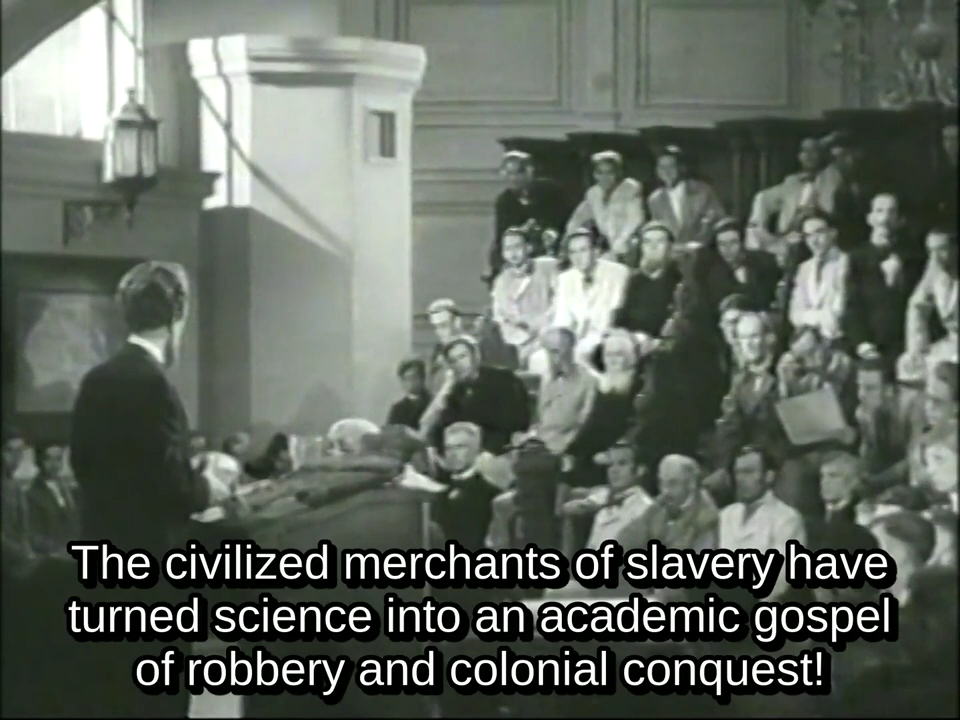 The civilized merchants of slavery have
turned science into an academic gospel
of robbery and colonial conquest!